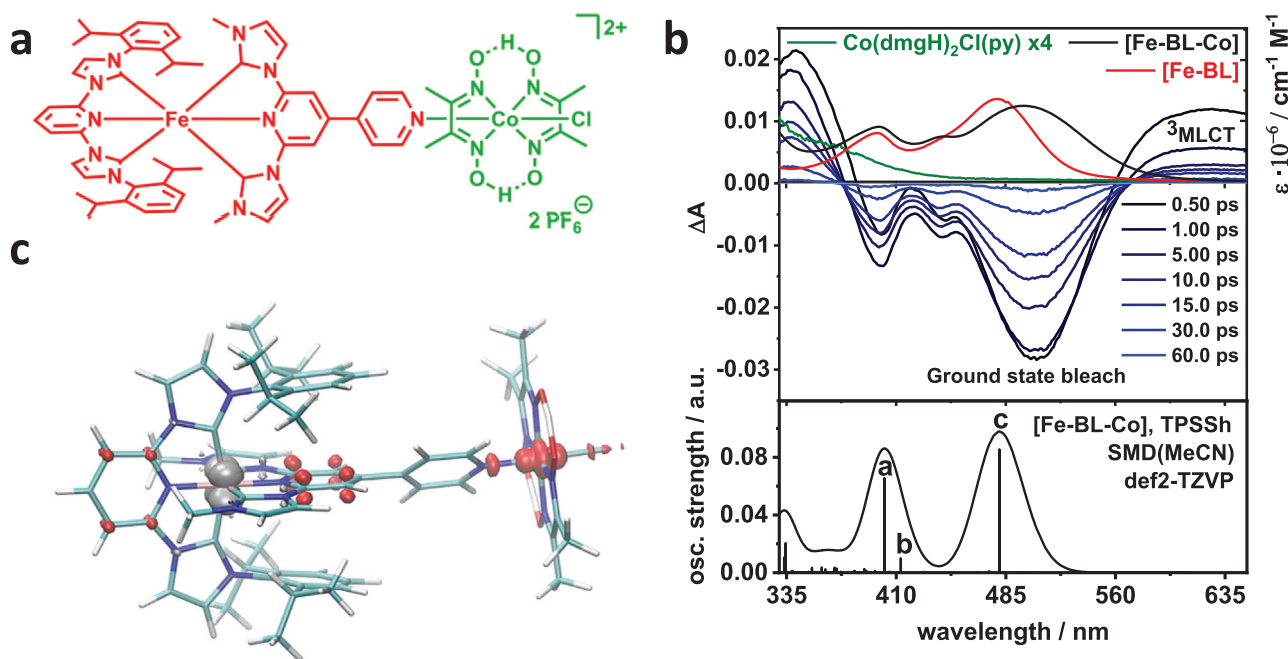 a
]2+
N N N N
Fe
N N N N N
O H O
N N
Co Cl
N N
O H O
2 PF₆⊖
b
Co(dmgH)₂Cl(py) x4
[Fe-BL-Co]
[Fe-BL]
³MLCT
0.02
0.01
0.00
-0.01
-0.02
-0.03
ΔA
ε ·10⁻⁶ / cm⁻¹ M⁻¹
0.50 ps
1.00 ps
5.00 ps
10.0 ps
15.0 ps
30.0 ps
60.0 ps
Ground state bleach
c
[Fe-BL-Co], TPSSh
SMD(MeCN)
def2-TZVP
a
b
c
0.08
0.04
0.00
osc. strength / a.u.
335 410 485 560 635
wavelength / nm